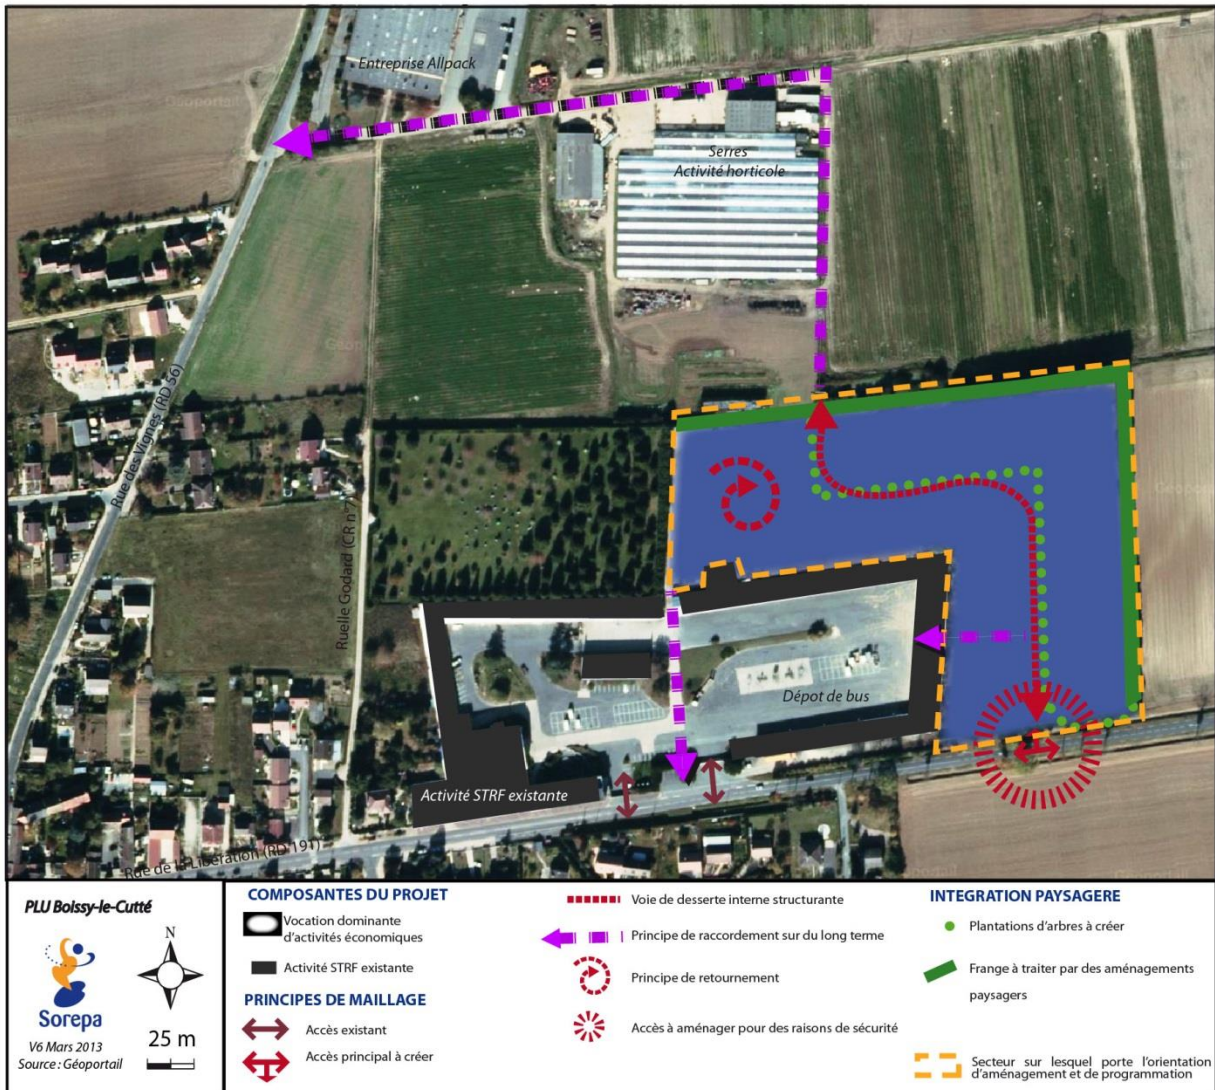 Entreprise Allpack
Géoportail
Serres
Activité horticole
Géoportail
Rue des Vignes (RD 56)
Ruelle Godard (CR n°7)
Dépot de bus
Activité STRF existante
Rue de la Libération (RD 191)
PLU Boissy-le-Cutté
Sorepa
V6 Mars 2013
Source : Géoportail
N
25 m
COMPOSANTES DU PROJET
Vocation dominante
d'activités économiques
Activité STRF existante
PRINCIPES DE MAILLAGE
Accès existant
Accès principal à créer
Voie de desserte interne structurante
Principe de raccordement sur du long terme
Principe de retournement
Accès à aménager pour des raisons de sécurité
INTEGRATION PAYSAGERE
Plantations d'arbres à créer
Frange à traiter par des aménagements
paysagers
Secteur sur lesquel porte l'orientation
d'aménagement et de programmation